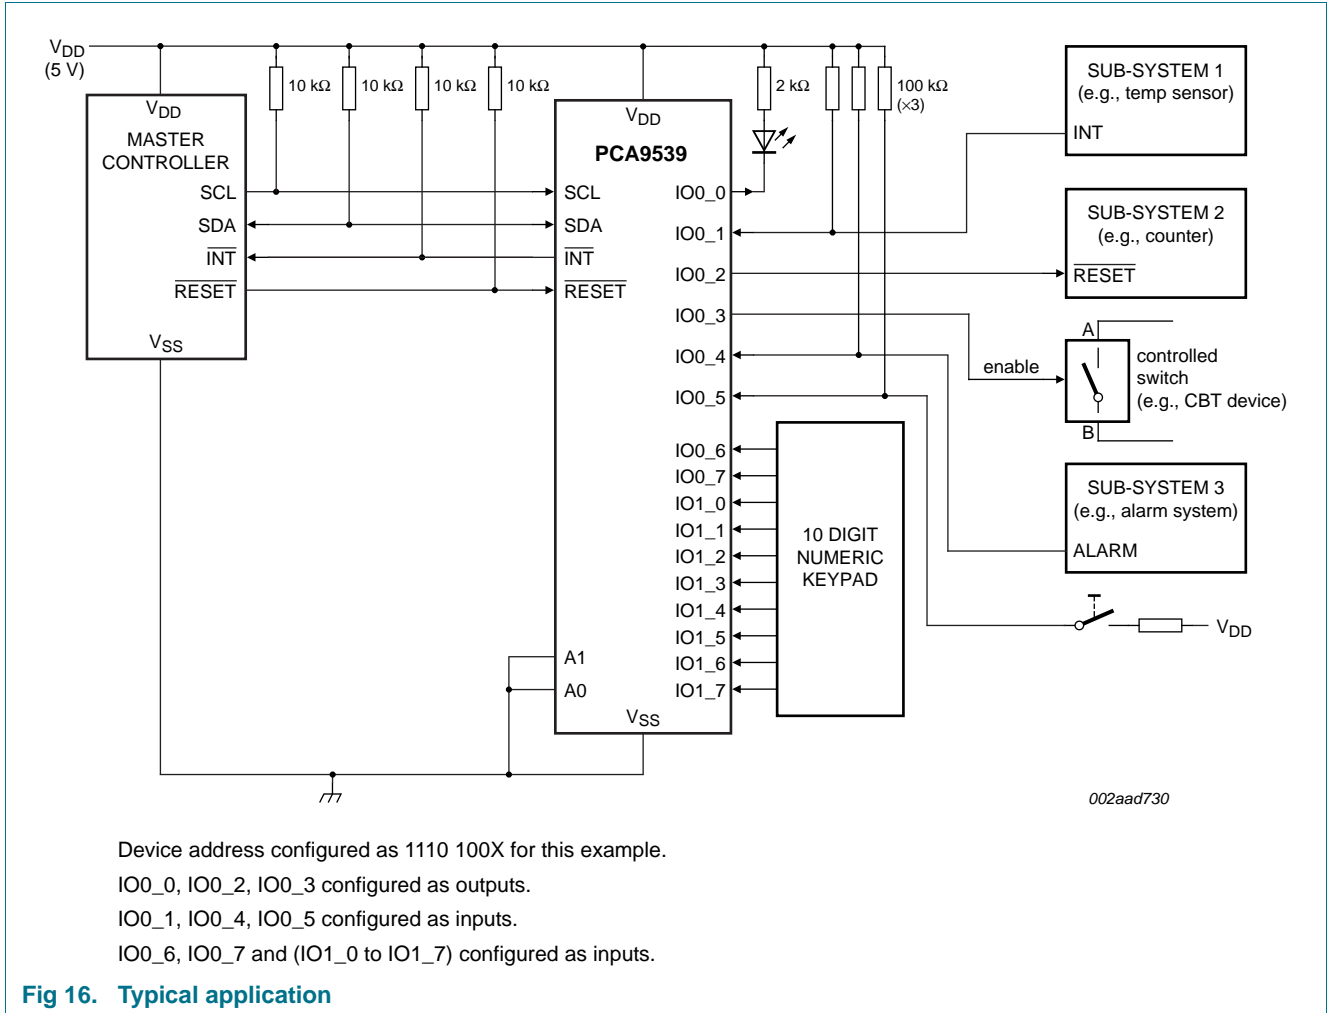 VDD
(5 V)
10 kΩ
10 kΩ
10 kΩ
10 kΩ
2 kΩ
100 kΩ
(×3)
VDD
MASTER
CONTROLLER
SCL
SDA
INT
RESET
VSS
VDD
PCA9539
SCL
SDA
INT
RESET
A1
A0
VSS
IO0_0
IO0_1
IO0_2
IO0_3
IO0_4
IO0_5
IO0_6
IO0_7
IO1_0
IO1_1
IO1_2
IO1_3
IO1_4
IO1_5
IO1_6
IO1_7
10 DIGIT
NUMERIC
KEYPAD
SUB-SYSTEM 1
(e.g., temp sensor)
INT
SUB-SYSTEM 2
(e.g., counter)
RESET
A
enable
B
controlled
switch
(e.g., CBT device)
SUB-SYSTEM 3
(e.g., alarm system)
ALARM
VDD
002aad730
Device address configured as 1110 100X for this example.
IO0_0, IO0_2, IO0_3 configured as outputs.
IO0_1, IO0_4, IO0_5 configured as inputs.
IO0_6, IO0_7 and (IO1_0 to IO1_7) configured as inputs.
Fig 16. Typical application